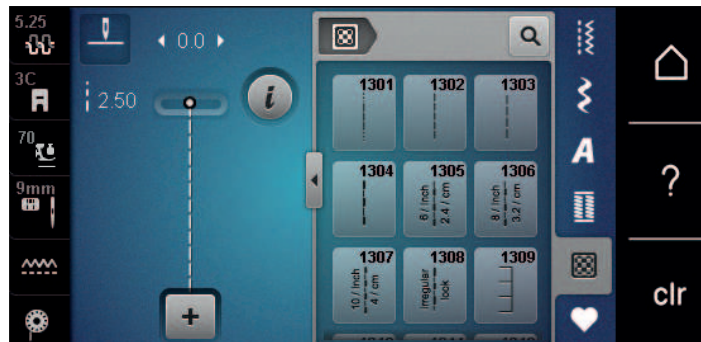 5.25
0.0
3C
2.50
70
9mm
1301
1302
1303
1304
1305
6 / Inch
2.4 / cm
1306
8 / Inch
3.2 / cm
1307
10 / Inch
4 / cm
1308
Irregular
look
1309
i
A
?
clr